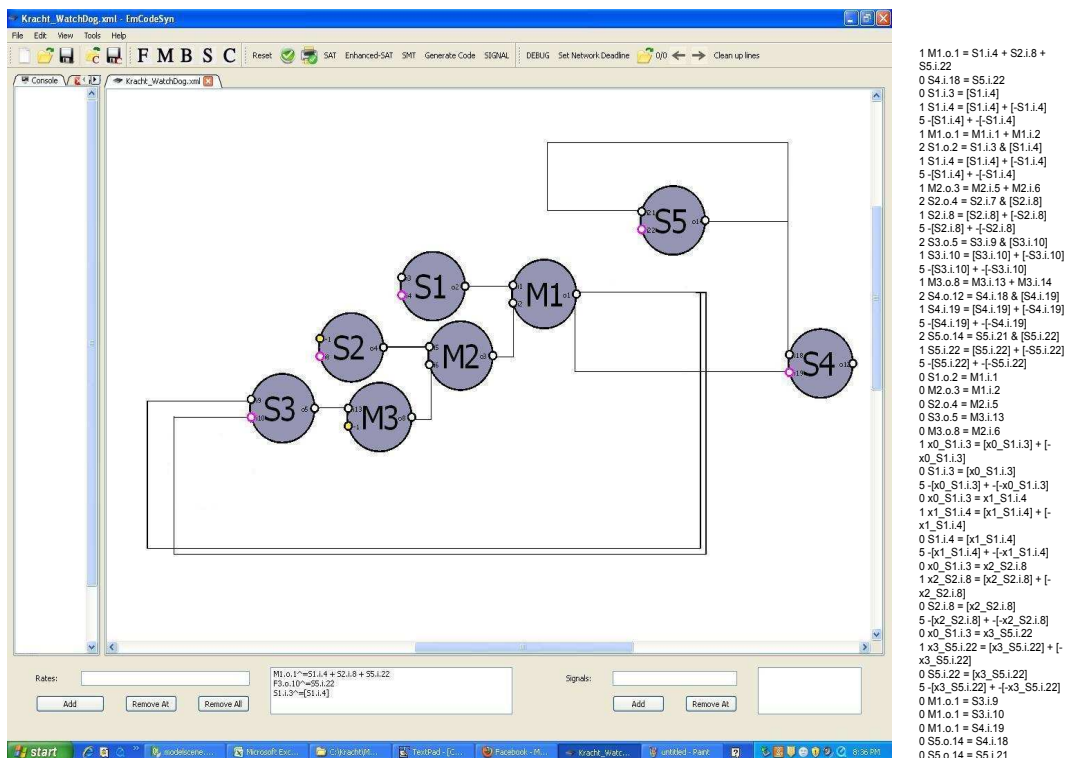 Kracht_WatchDog.xml - EmCodeSyn
File Edit View Tools Help
F M B S C Reset SAT Enhanced-SAT SMT Generate Code SIGNAL DEBUG Set Network Deadline 0/0 Clean up lines
Console Kracht_WatchDog.xml
S5
S1
M1
S2
M2
S4
S3
M3
Rates:
Add Remove At Remove All
M1.o.1^=S1.i.4 + S2.i.8 + S5.i.22
F3.o.10^=S5.i.22
S1.i.3^=[S1.i.4]
Signals:
Add Remove At
start
modelscene....
Microsoft Exc...
C:\kracht\M...
TextPad - [C...
Facebook - M...
Kracht_Watc...
untitled - Paint
8:36 PM
1 M1.o.1 = S1.i.4 + S2.i.8 +
S5.i.22
0 S4.i.18 = S5.i.22
0 S1.i.3 = [S1.i.4]
1 S1.i.4 = [S1.i.4] + [-S1.i.4]
5 -[S1.i.4] + -[-S1.i.4]
1 M1.o.1 = M1.i.1 + M1.i.2
2 S1.o.2 = S1.i.3 & [S1.i.4]
1 S1.i.4 = [S1.i.4] + [-S1.i.4]
5 -[S1.i.4] + -[-S1.i.4]
1 M2.o.3 = M2.i.5 + M2.i.6
2 S2.o.4 = S2.i.7 & [S2.i.8]
1 S2.i.8 = [S2.i.8] + [-S2.i.8]
5 -[S2.i.8] + -[-S2.i.8]
2 S3.o.5 = S3.i.9 & [S3.i.10]
1 S3.i.10 = [S3.i.10] + [-S3.i.10]
5 -[S3.i.10] + -[-S3.i.10]
1 M3.o.8 = M3.i.13 + M3.i.14
2 S4.o.12 = S4.i.18 & [S4.i.19]
1 S4.i.19 = [S4.i.19] + [-S4.i.19]
5 -[S4.i.19] + -[-S4.i.19]
2 S5.o.14 = S5.i.21 & [S5.i.22]
1 S5.i.22 = [S5.i.22] + [-S5.i.22]
5 -[S5.i.22] + -[-S5.i.22]
0 S1.o.2 = M1.i.1
0 M2.o.3 = M1.i.2
0 S2.o.4 = M2.i.5
0 S3.o.5 = M3.i.13
0 M3.o.8 = M2.i.6
1 x0_S1.i.3 = [x0_S1.i.3] + [-
x0_S1.i.3]
0 S1.i.3 = [x0_S1.i.3]
5 -[x0_S1.i.3] + -[-x0_S1.i.3]
0 x0_S1.i.3 = x1_S1.i.4
1 x1_S1.i.4 = [x1_S1.i.4] + [-
x1_S1.i.4]
0 S1.i.4 = [x1_S1.i.4]
5 -[x1_S1.i.4] + -[-x1_S1.i.4]
0 x0_S1.i.3 = x2_S2.i.8
1 x2_S2.i.8 = [x2_S2.i.8] + [-
x2_S2.i.8]
0 S2.i.8 = [x2_S2.i.8]
5 -[x2_S2.i.8] + -[-x2_S2.i.8]
0 x0_S1.i.3 = x3_S5.i.22
1 x3_S5.i.22 = [x3_S5.i.22] + [-
x3_S5.i.22]
0 S5.i.22 = [x3_S5.i.22]
5 -[x3_S5.i.22] + -[-x3_S5.i.22]
0 M1.o.1 = S3.i.9
0 M1.o.1 = S3.i.10
0 M1.o.1 = S4.i.19
0 S5.o.14 = S4.i.18
0 S5.o.14 = S5.i.21